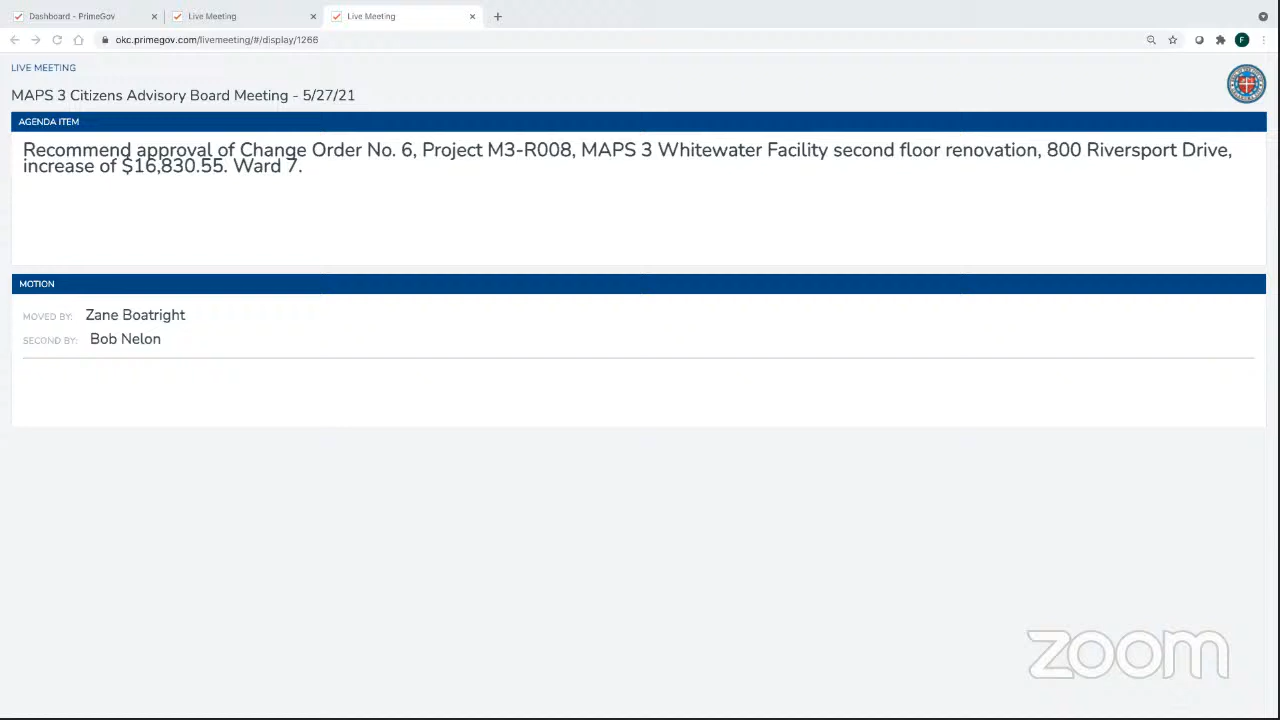 Dashboard - PrimeGov
Live Meeting
Live Meeting
okc.primegov.com/livemeeting/#/display/1266
F
LIVE MEETING
MAPS 3 Citizens Advisory Board Meeting - 5/27/21
AGENDA ITEM
Recommend approval of Change Order No. 6, Project M3-R008, MAPS 3 Whitewater Facility second floor renovation, 800 Riversport Drive,
increase of $16,830.55. Ward 7.
MOTION
MOVED BY: Zane Boatright
SECOND BY: Bob Nelon
zoom